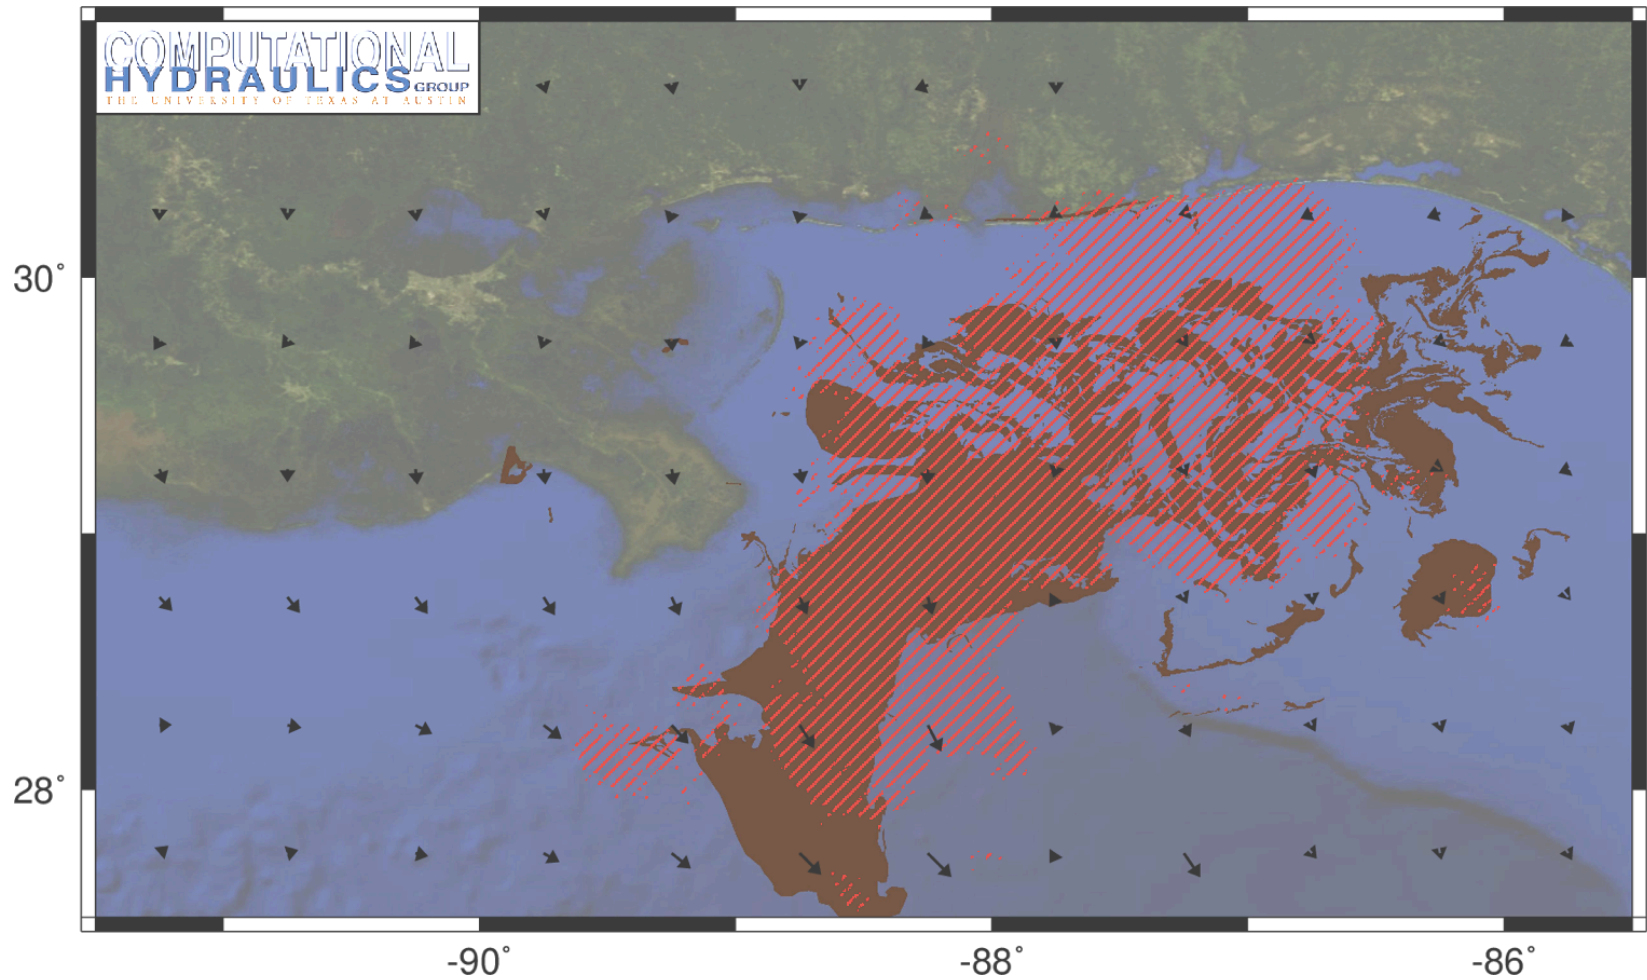 COMPUTATIONAL
HYDRAULICS GROUP
THE UNIVERSITY OF TEXAS AT AUSTIN
30°
28°
-90°
-88°
-86°